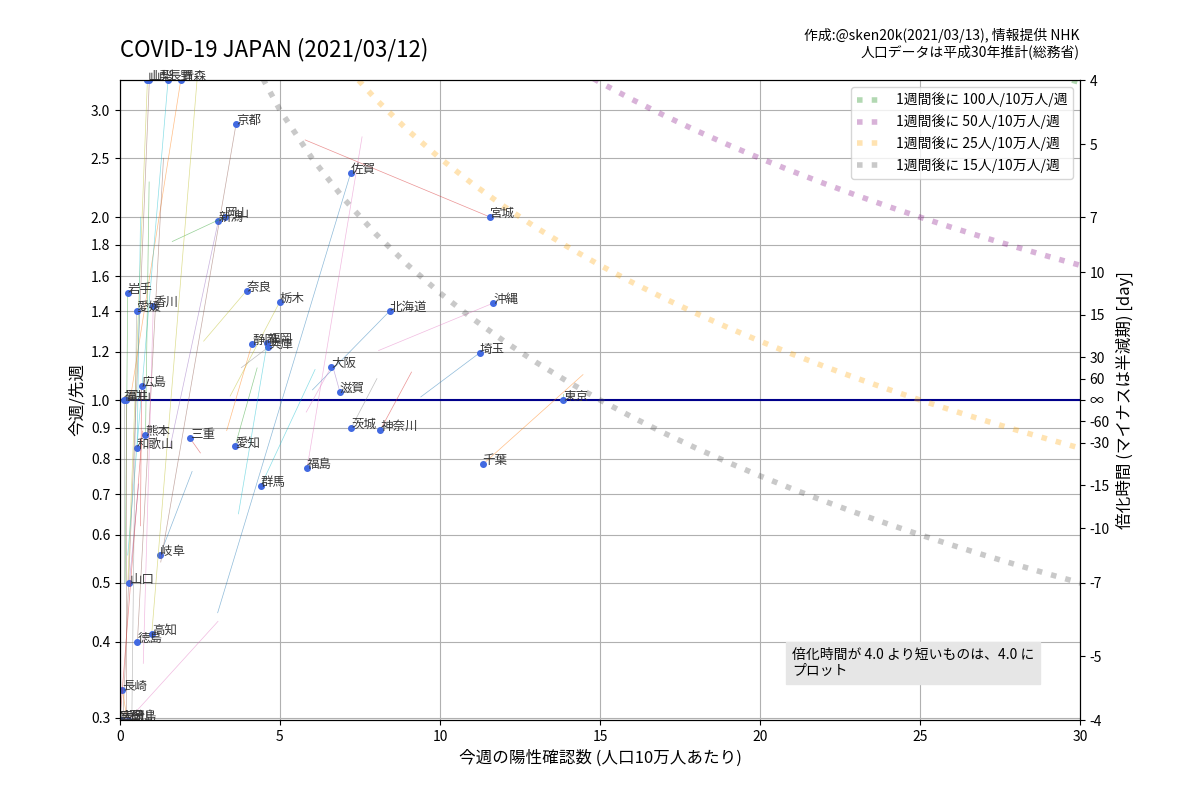 COVID-19 JAPAN (2021/03/12)
作成:@sken20k(2021/03/13), 情報提供 NHK
人口データは平成30年推計(総務省)
1週間後に 100人/10万人/週
1週間後に 50人/10万人/週
1週間後に 25人/10万人/週
1週間後に 15人/10万人/週
今週/先週
3.0
2.5
2.0
1.8
1.6
1.4
1.2
1.0
0.9
0.8
0.7
0.6
0.5
0.4
0.3
京都
佐賀
宮城
岡山
新潟
岩手
愛媛
香川
奈良
栃木
北海道
沖縄
静岡
福岡
兵庫
埼玉
大阪
広島
滋賀
東京
熊本
和歌山
三重
愛知
茨城
神奈川
福島
千葉
群馬
岐阜
山口
高知
徳島
長崎
4
5
7
10
15
30
60
∞
-60
-30
-15
-10
-7
-5
-4
倍化時間 (マイナスは半減期) [day]
倍化時間が 4.0 より短いものは、4.0 に
プロット
0
5
10
15
20
25
30
今週の陽性確認数 (人口10万人あたり)